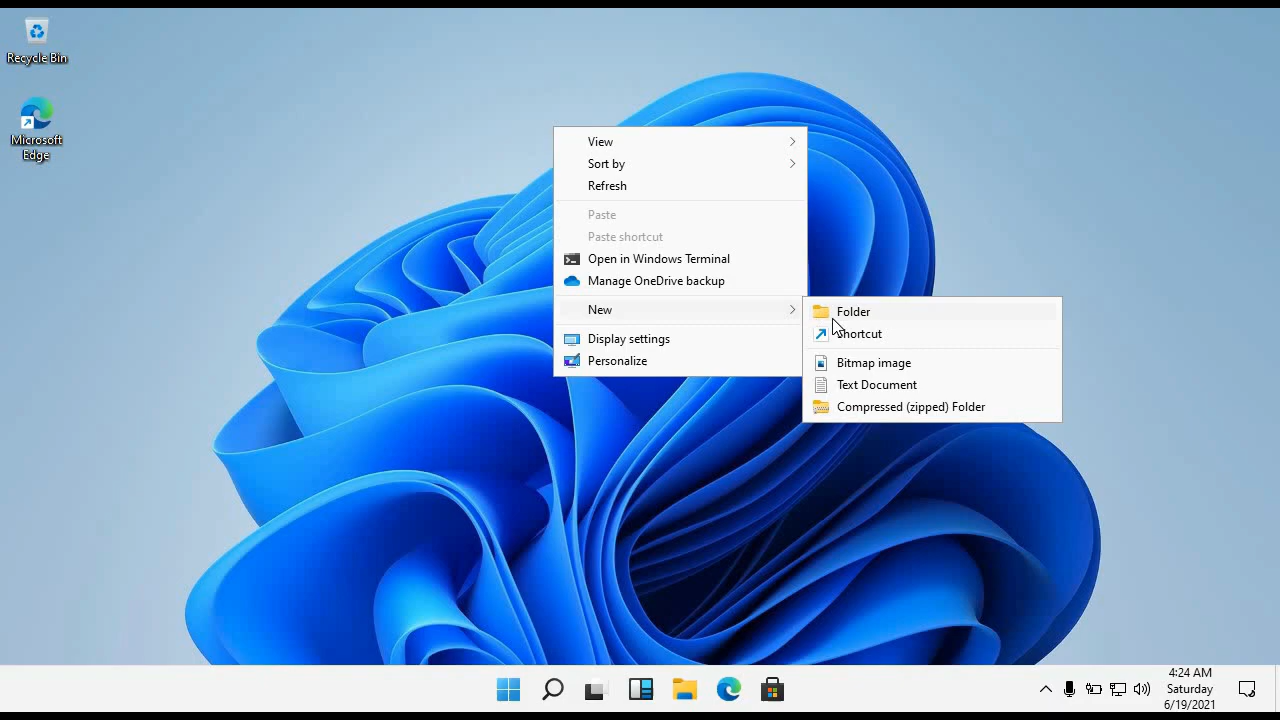 Recycle Bin
Microsoft
Edge
View
Sort by
Refresh
Paste
Paste shortcut
Open in Windows Terminal
Manage OneDrive backup
New
Display settings
Personalize
Folder
Shortcut
Bitmap image
Text Document
Compressed (zipped) Folder
4:24 AM
Saturday
6/19/2021